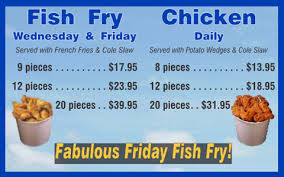 Fish Fry
Wednesday & Friday
Served with French Fries & Cole Slaw
9 pieces .......... $17.95
12 pieces ........ $23.95
20 pieces .. $39.95
Chicken
Daily
Served with Potato Wedges & Cole Slaw
8 pieces .......... $13.95
12 pieces ........ $18.95
20 pieces.. $31.95
Fabulous Friday Fish Fry!